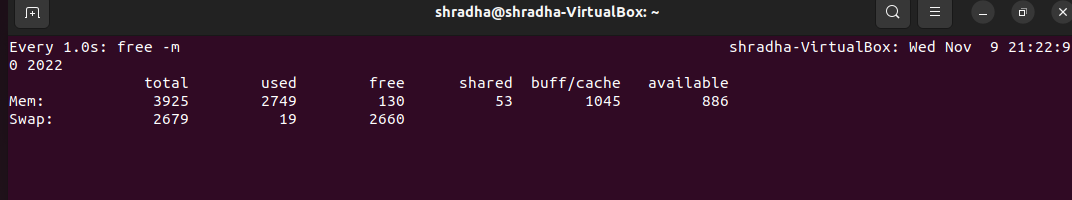 shradha@shradha-VirtualBox: ~
Every 1.0s: free -m shradha-VirtualBox: Wed Nov  9 21:22:9
0 2022
total used free shared buff/cache available
Mem: 3925 2749 130 53 1045 886
Swap: 2679 19 2660